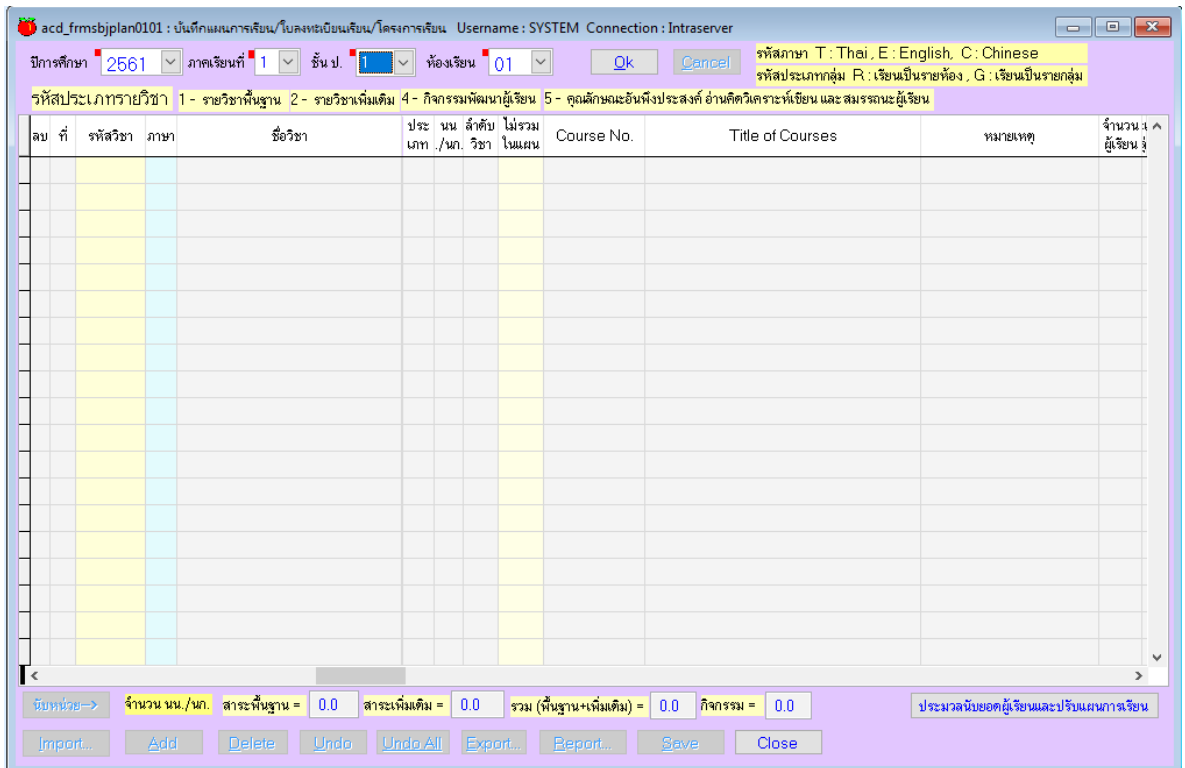 acd_frmsbjplan0101 : บันทึกแผนการเรียน/ใบลงทะเบียนเรียน/โครงการเรียน Username : SYSTEM Connection : Intraserver
ปีการศึกษา 2561 ภาคเรียนที่ 1 ชั้น ป. 1 ห้องเรียน 01 Ok Cancel
รหัสภาษา T : Thai , E : English, C : Chinese
รหัสประเภทกลุ่ม R : เรียนเป็นรายห้อง , G : เรียนเป็นรายกลุ่ม
รหัสประเภทรายวิชา 1 - รายวิชาพื้นฐาน 2 - รายวิชาเพิ่มเติม 4 - กิจกรรมพัฒนาผู้เรียน 5 - คุณลักษณะอันพึงประสงค์ อ่านคิดวิเคราะห์เขียน และ สมรรถนะผู้เรียน
ลบ ที่ รหัสวิชา ภาษา ชื่อวิชา ประเภท นน./นก. ลำดับวิชา ไม่รวมในแผน Course No. Title of Courses หมายเหตุ จำนวนผู้เรียน
นับหน่วย--> จำนวน นน./นก. สาระพื้นฐาน = 0.0 สาระเพิ่มเติม = 0.0 รวม (พื้นฐาน+เพิ่มเติม) = 0.0 กิจกรรม = 0.0 ประมวลนับยอดผู้เรียนและปรับแผนการเรียน
Import... Add Delete Undo Undo All Export... Report... Save Close